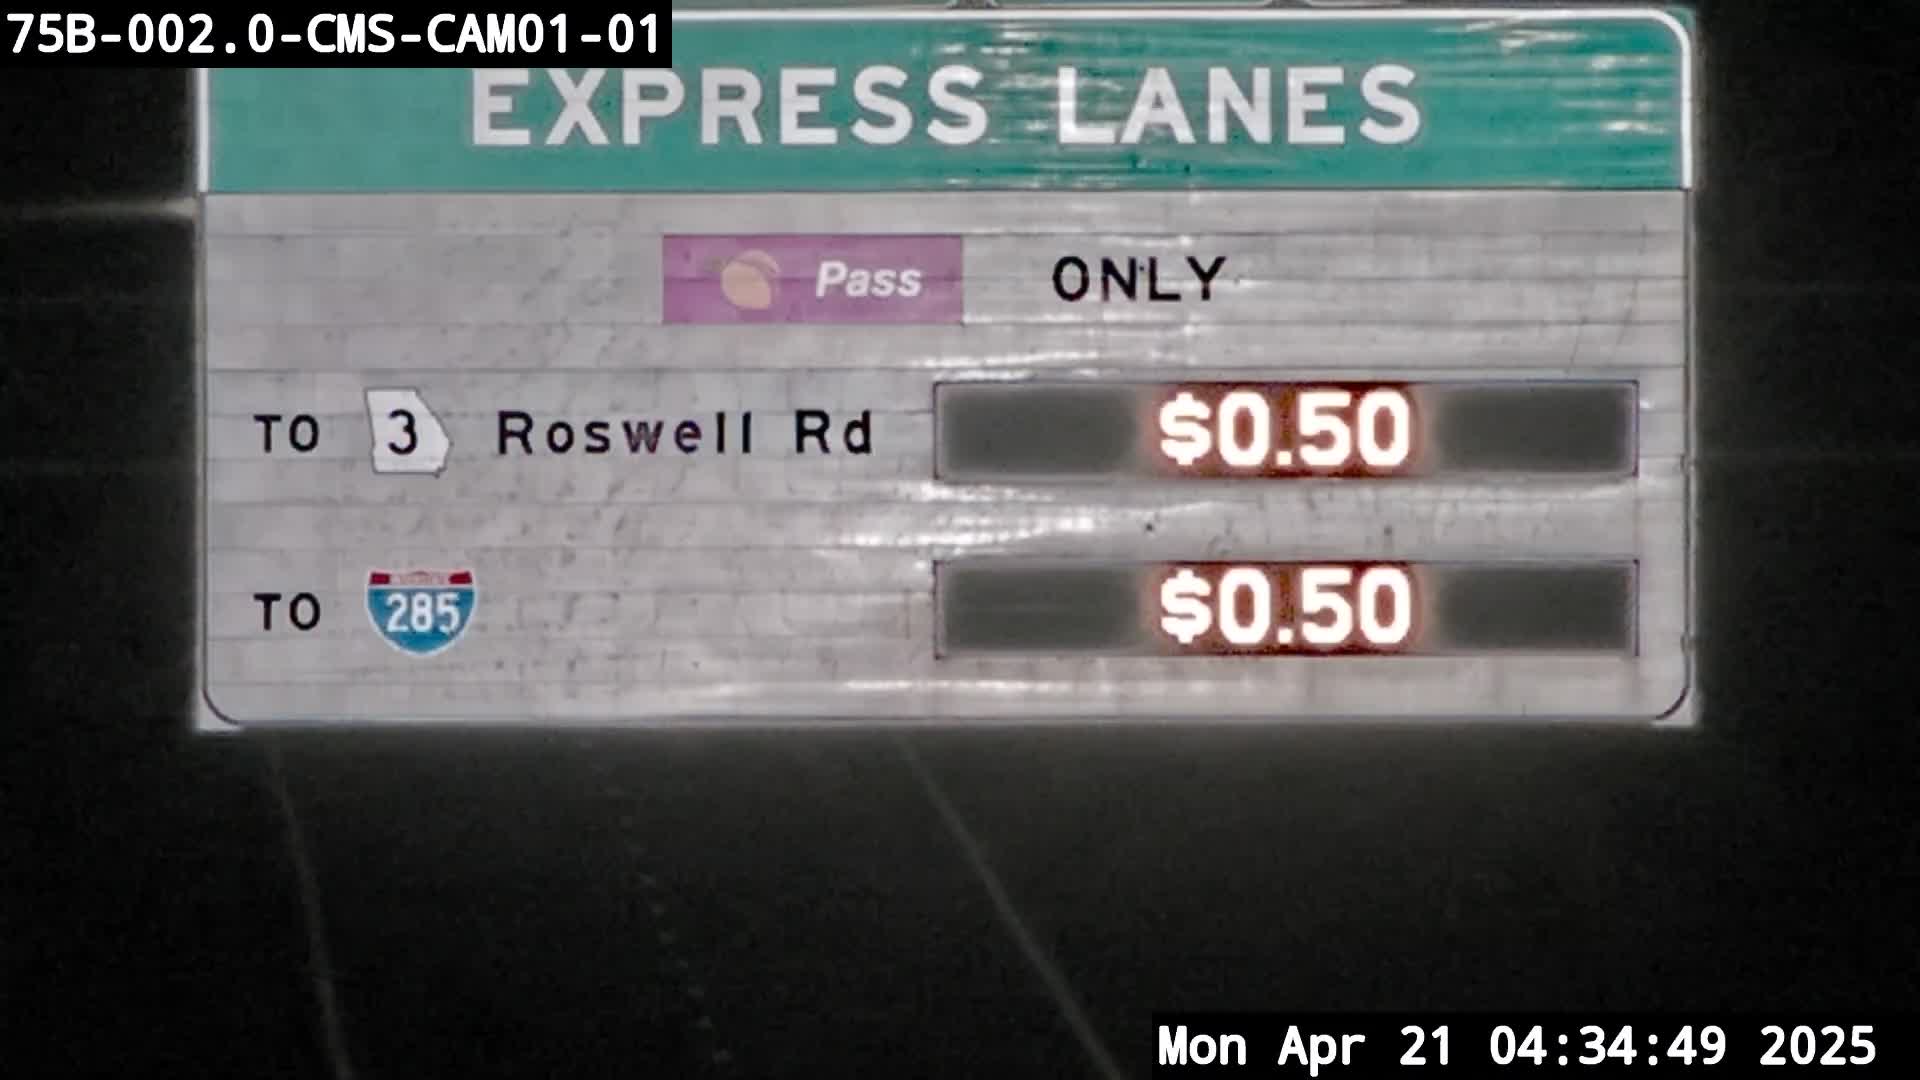 75B-002.0-CMS-CAM01-01
EXPRESS LANES
Pass ONLY
TO 3 Roswell Rd $0.50
TO 285 $0.50
Mon Apr 21 04:34:49 2025